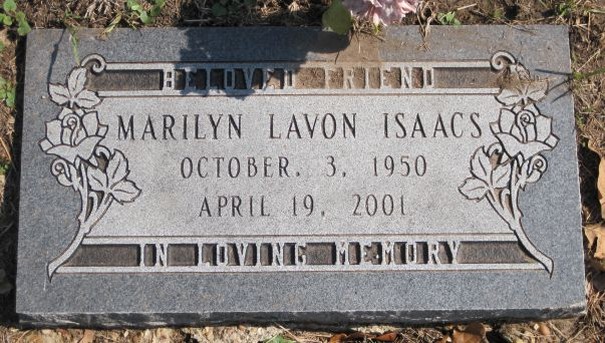 BELOVED FRIEND
MARILYN LAVON ISAACS
OCTOBER. 3, 1950
APRIL 19, 2001
IN LOVING MEMORY